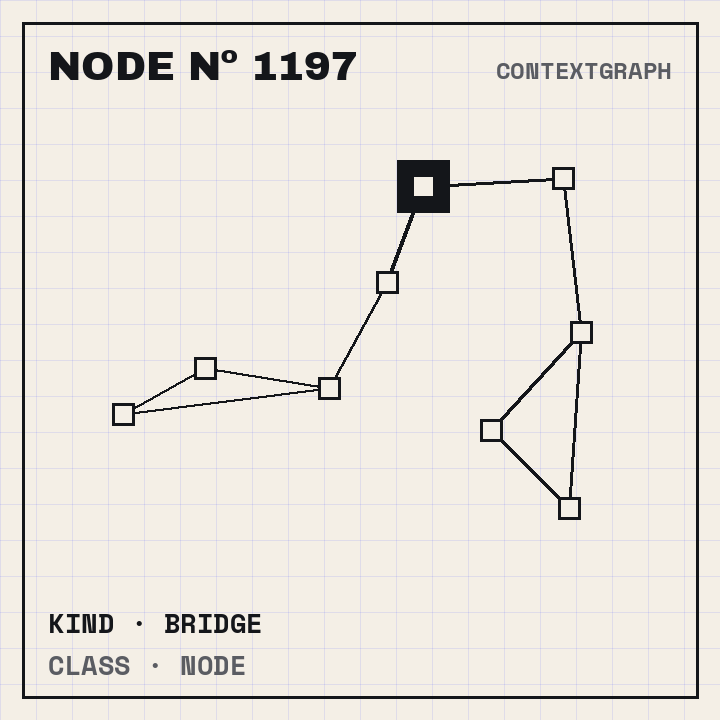 NODE Nº 1197
CONTEXTGRAPH
KIND · BRIDGE
CLASS · NODE